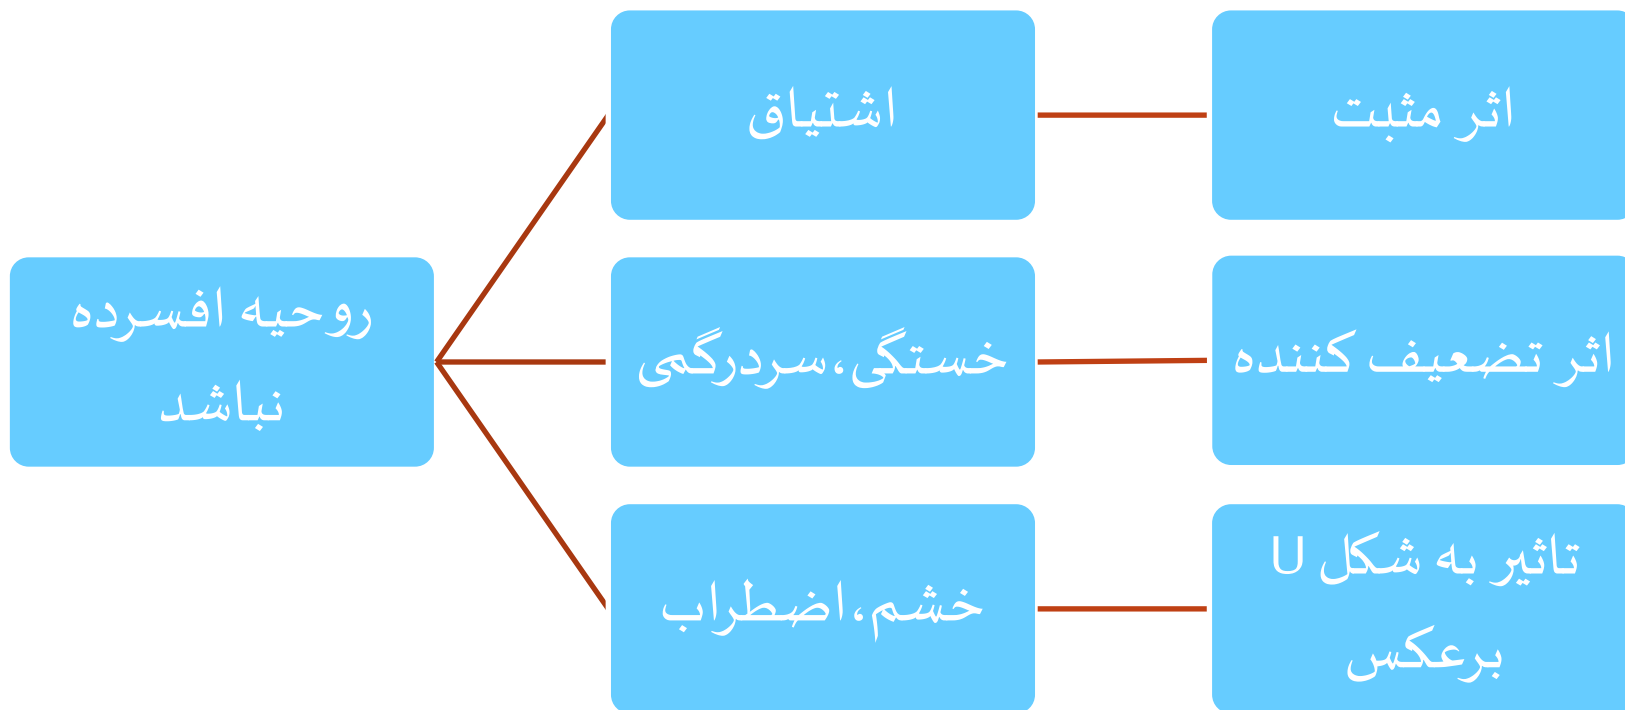 روحیه افسرده
نباشد
اشتیاق
اثر مثبت
خستگی،سردرگمی
اثر تضعیف کننده
خشم،اضطراب
تاثیر به شکل U
برعکس